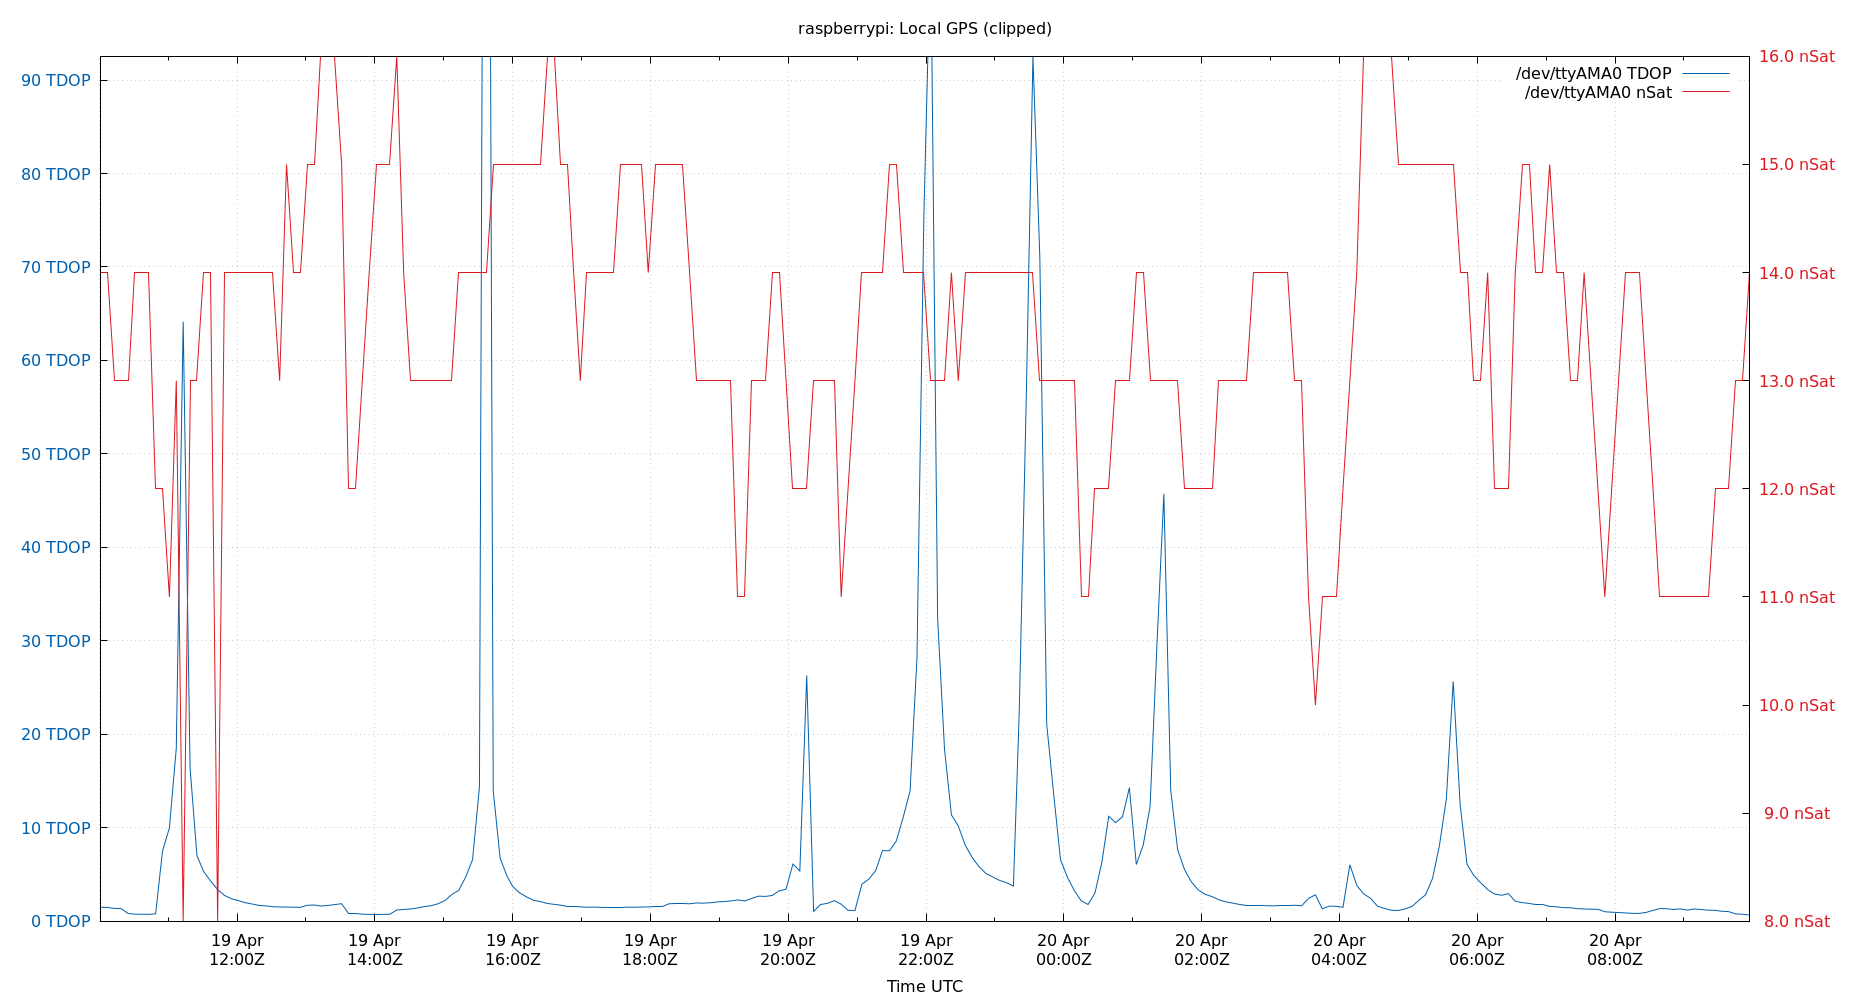 raspberrypi: Local GPS (clipped)
/dev/ttyAMA0 TDOP
/dev/ttyAMA0 nSat
90 TDOP
80 TDOP
70 TDOP
60 TDOP
50 TDOP
40 TDOP
30 TDOP
20 TDOP
10 TDOP
0 TDOP
16.0 nSat
15.0 nSat
14.0 nSat
13.0 nSat
12.0 nSat
11.0 nSat
10.0 nSat
9.0 nSat
8.0 nSat
19 Apr
12:00Z
19 Apr
14:00Z
19 Apr
16:00Z
19 Apr
18:00Z
19 Apr
20:00Z
19 Apr
22:00Z
20 Apr
00:00Z
20 Apr
02:00Z
20 Apr
04:00Z
20 Apr
06:00Z
20 Apr
08:00Z
Time UTC